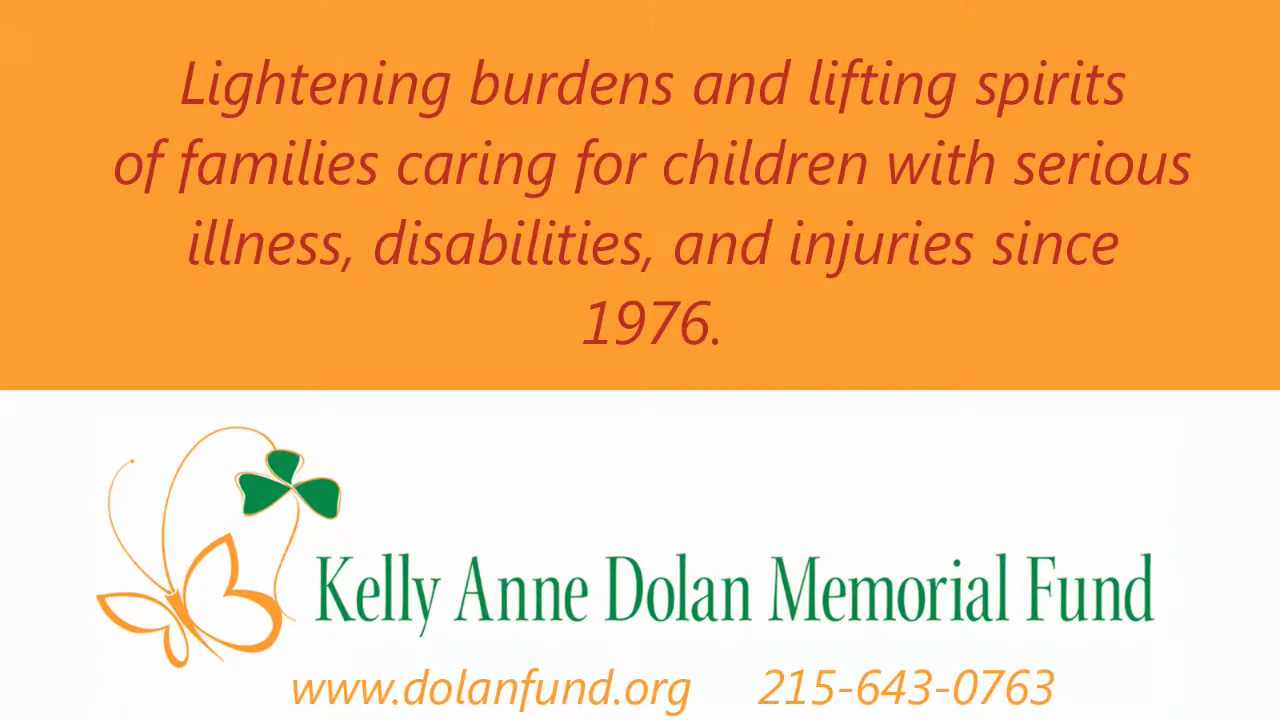 Lightening burdens and lifting spirits
of families caring for children with serious
illness, disabilities, and injuries since
1976.
Kelly Anne Dolan Memorial Fund
www.dolanfund.org 215-643-0763